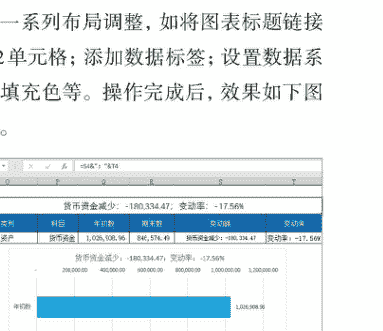 一系列布局调整，如将图表标题链接
2单元格；添加数据标签；设置数据系
填充色等。操作完成后，效果如下图
。
=S4&"；"&T4
O P Q R S T
货币资金减少：-180,334.47；变动率：-17.56%
类别 科目 年初数 期末数 变动额 变动率
资产 货币资金 1,026,908.96 846,574.49 货币资金减少：-180,334.47 变动率：-17.56%
货币资金减少：-180,334.47；变动率：-17.56%
- 200,000.00 400,000.00 600,000.00 800,000.00 1,000,000.00 1,200,000.00
年初数 1,026,908.96